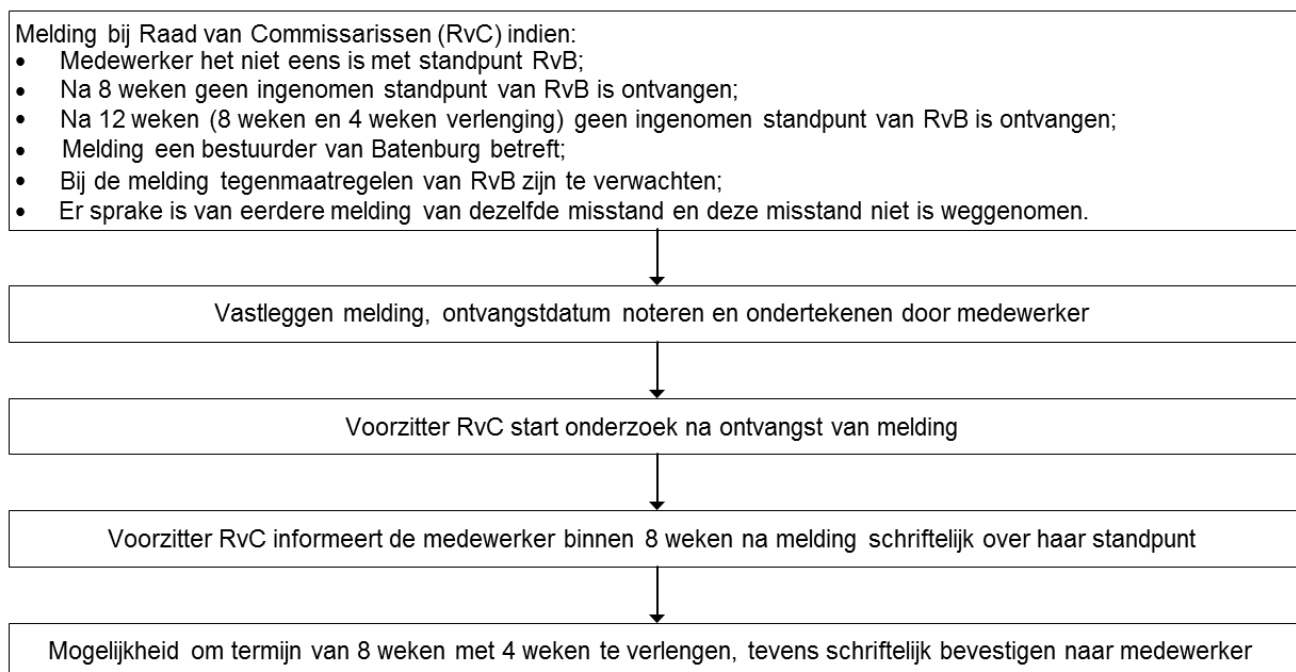 Melding bij Raad van Commissarissen (RvC) indien:
• Medewerker het niet eens is met standpunt RvB;
• Na 8 weken geen ingenomen standpunt van RvB is ontvangen;
• Na 12 weken (8 weken en 4 weken verlenging) geen ingenomen standpunt van RvB is ontvangen;
• Melding een bestuurder van Batenburg betreft;
• Bij de melding tegenmaatregelen van RvB zijn te verwachten;
• Er sprake is van eerdere melding van dezelfde misstand en deze misstand niet is weggenomen.
Vastleggen melding, ontvangstdatum noteren en ondertekenen door medewerker
Voorzitter RvC start onderzoek na ontvangst van melding
Voorzitter RvC informeert de medewerker binnen 8 weken na melding schriftelijk over haar standpunt
Mogelijkheid om termijn van 8 weken met 4 weken te verlengen, tevens schriftelijk bevestigen naar medewerker